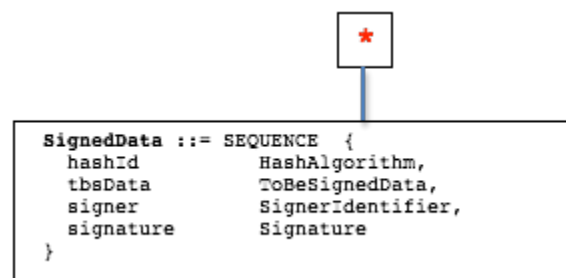 *
SignedData ::= SEQUENCE {
hashId HashAlgorithm,
tbsData ToBeSignedData,
signer SignerIdentifier,
signature Signature
}